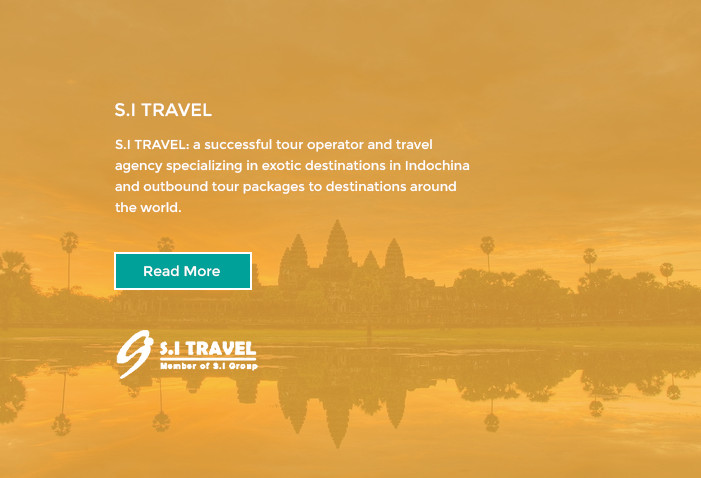 S.I TRAVEL
S.I TRAVEL: a successful tour operator and travel
agency specializing in exotic destinations in Indochina
and outbound tour packages to destinations around
the world.
Read More
S.I TRAVEL
Member of S.I Group